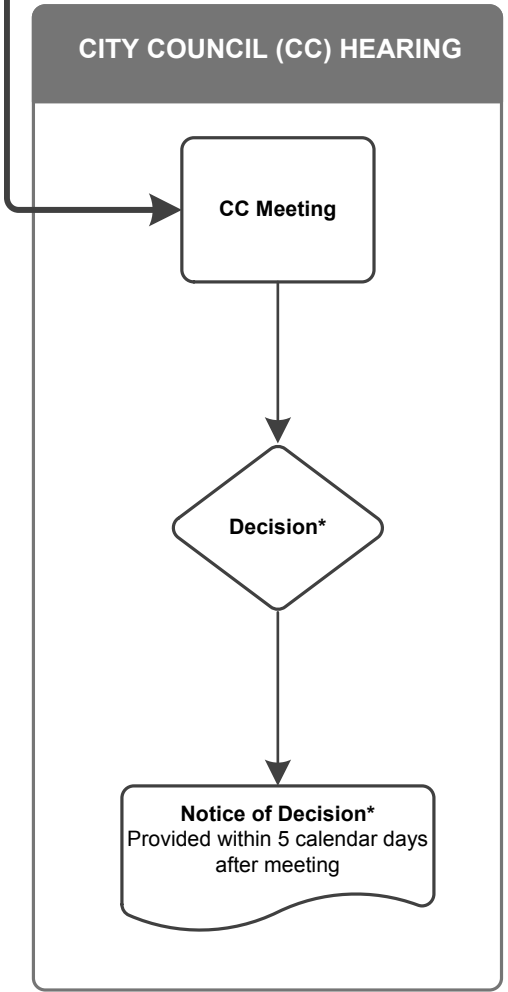 CITY COUNCIL (CC) HEARING
CC Meeting
Decision*
Notice of Decision*
Provided within 5 calendar days
after meeting